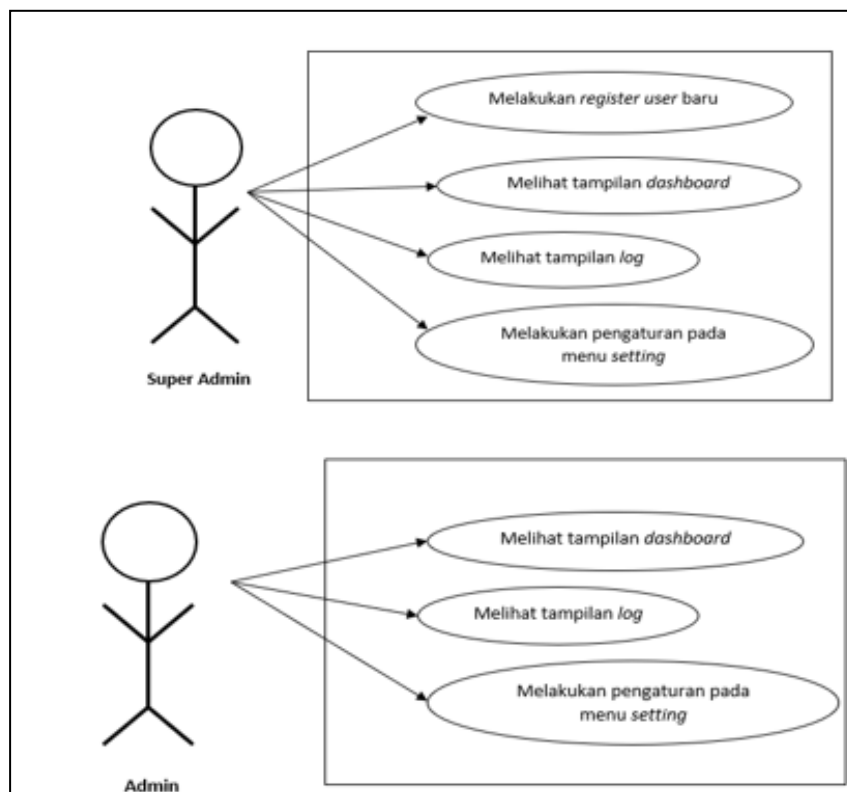 Melakukan register user baru
Melihat tampilan dashboard
Melihat tampilan log
Melakukan pengaturan pada
menu setting
Super Admin
Melihat tampilan dashboard
Melihat tampilan log
Melakukan pengaturan pada
menu setting
Admin